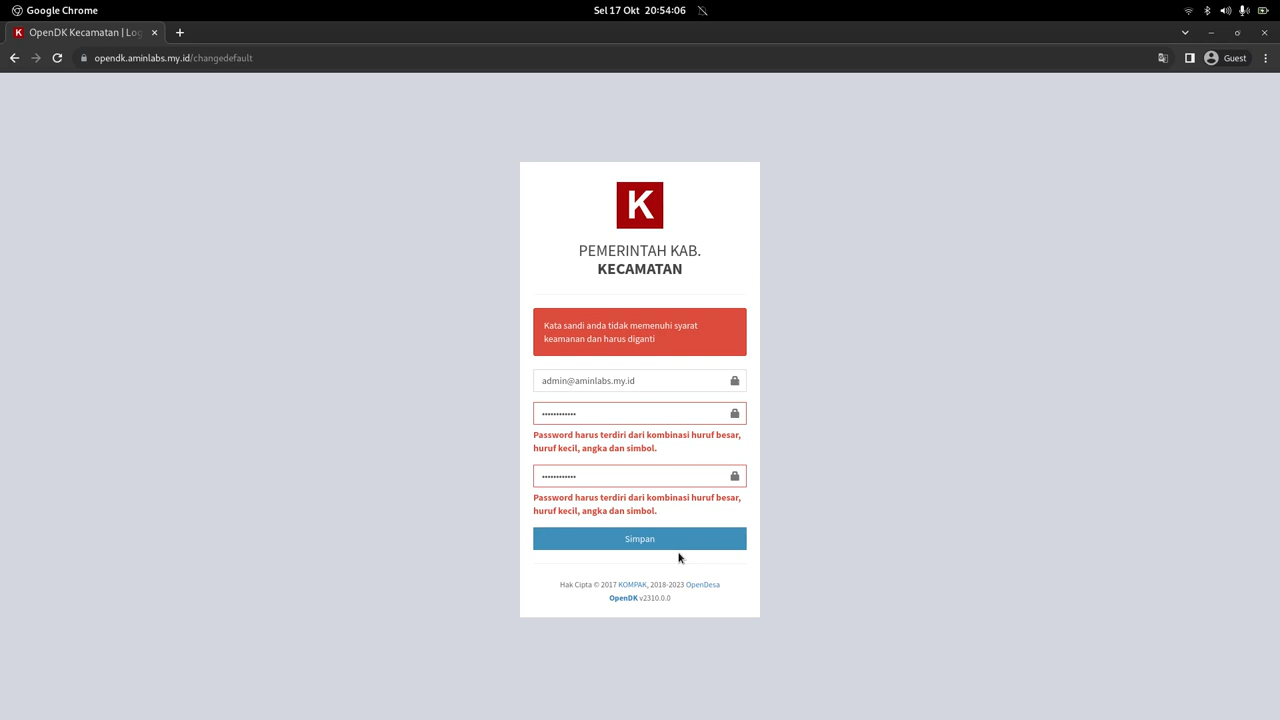 Google Chrome
Sel 17 Okt 20:54:06
K
OpenDK Kecamatan | Log
opendk.aminlabs.my.id/changedefault
Guest
K
PEMERINTAH KAB.
KECAMATAN
Kata sandi anda tidak memenuhi syarat
keamanan dan harus diganti
admin@aminlabs.my.id
••••••••••••
Password harus terdiri dari kombinasi huruf besar,
huruf kecil, angka dan simbol.
••••••••••••
Password harus terdiri dari kombinasi huruf besar,
huruf kecil, angka dan simbol.
Simpan
Hak Cipta © 2017 KOMPAK, 2018-2023 OpenDesa
OpenDK v2310.0.0